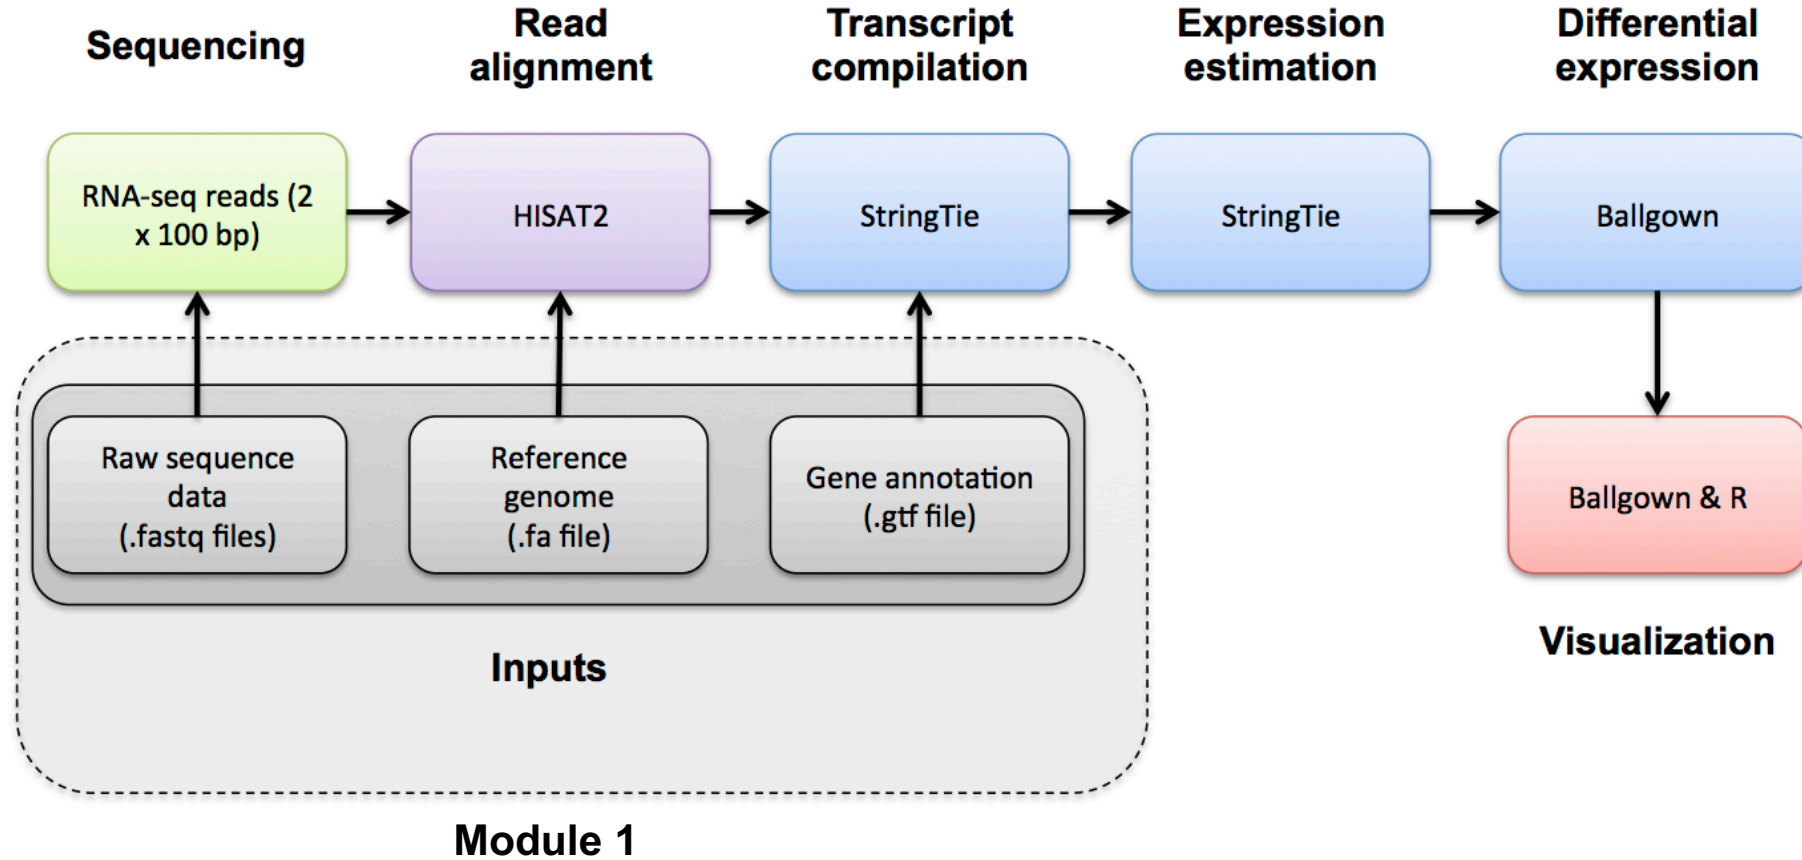 Sequencing
Read
alignment
Transcript
compilation
Expression
estimation
Differential
expression
RNA-seq reads (2
x 100 bp)
HISAT2
StringTie
StringTie
Ballgown
Raw sequence
data
(.fastq files)
Reference
genome
(.fa file)
Gene annotation
(.gtf file)
Ballgown & R
Inputs
Visualization
Module 1